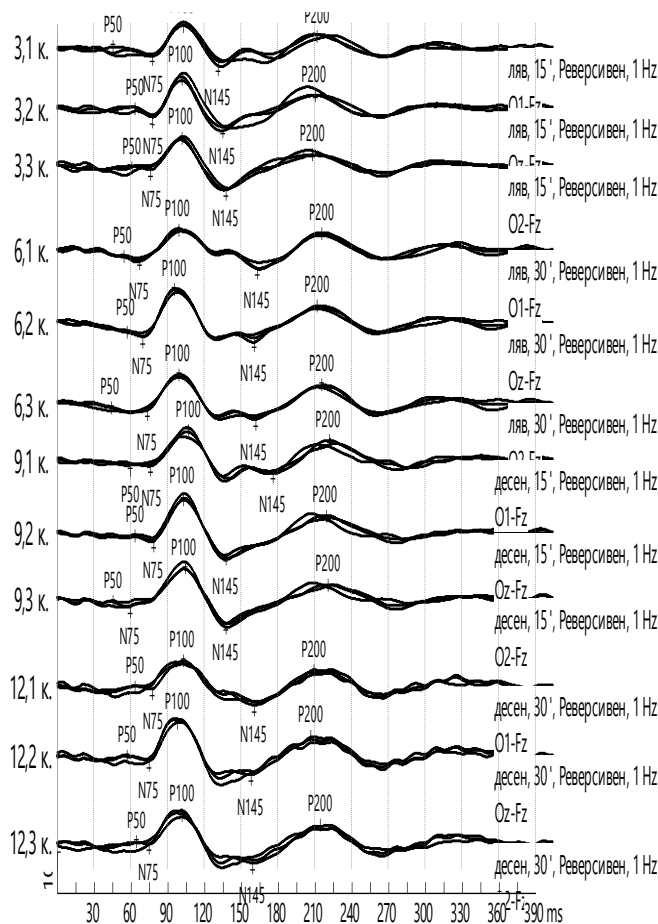 P50 P200
3,1 к. P100
ляв, 15 ', Реверсивен, 1 Hz
P50 N75 N145 P200 O1-Fz
3,2 к. P100
ляв, 15 ', Реверсивен, 1 Hz
P50 N75 N145 P200 Oz-Fz
3,3 к.
ляв, 15 ', Реверсивен, 1 Hz
N75 P100 N145 P200 O2-Fz
P50
6,1 к.
ляв, 30 ', Реверсивен, 1 Hz
N75 P100 N145 P200 O1-Fz
P50
6,2 к.
ляв, 30 ', Реверсивен, 1 Hz
N75 P100 N145 P200 Oz-Fz
P50
6,3 к.
ляв, 30 ', Реверсивен, 1 Hz
N75 P100 N145 P200
9,1 к.
десен, 15 ', Реверсивен, 1 Hz
P50 N75 P100 N145 P200
P50 O1-Fz
9,2 к.
десен, 15 ', Реверсивен, 1 Hz
N75 P100 N145 P200 Oz-Fz
P50
9,3 к.
десен, 15 ', Реверсивен, 1 Hz
N75 P100 N145 P200 O2-Fz
P50
12,1 к.
десен, 30 ', Реверсивен, 1 Hz
N75 P100 N145 P200 O1-Fz
P50
12,2 к.
десен, 30 ', Реверсивен, 1 Hz
N75 P100 N145 P200 Oz-Fz
P50
12,3 к.
десен, 30 ', Реверсивен, 1 Hz
N75 N145
30 60 90 120 150 180 210 240 270 300 330 360 390 ms